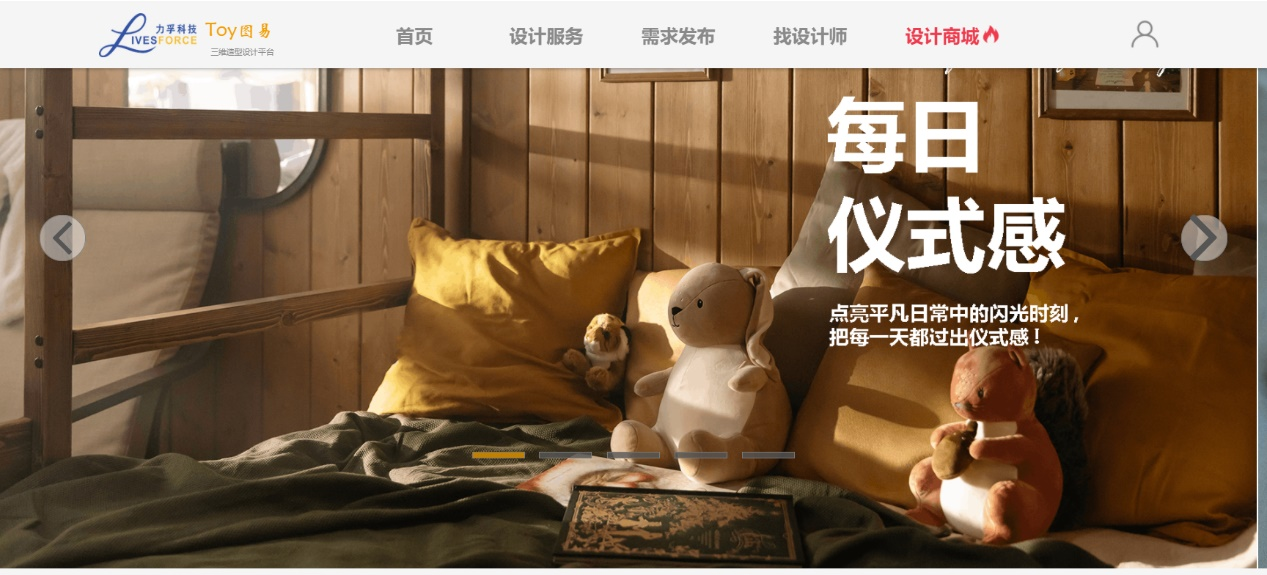 LIVESFORCE 力孚科技
Toy图易
三维造型设计平台
首页 设计服务 需求发布 找设计师 设计商城
每日
仪式感
点亮平凡日常中的闪光时刻，
把每一天都过出仪式感！